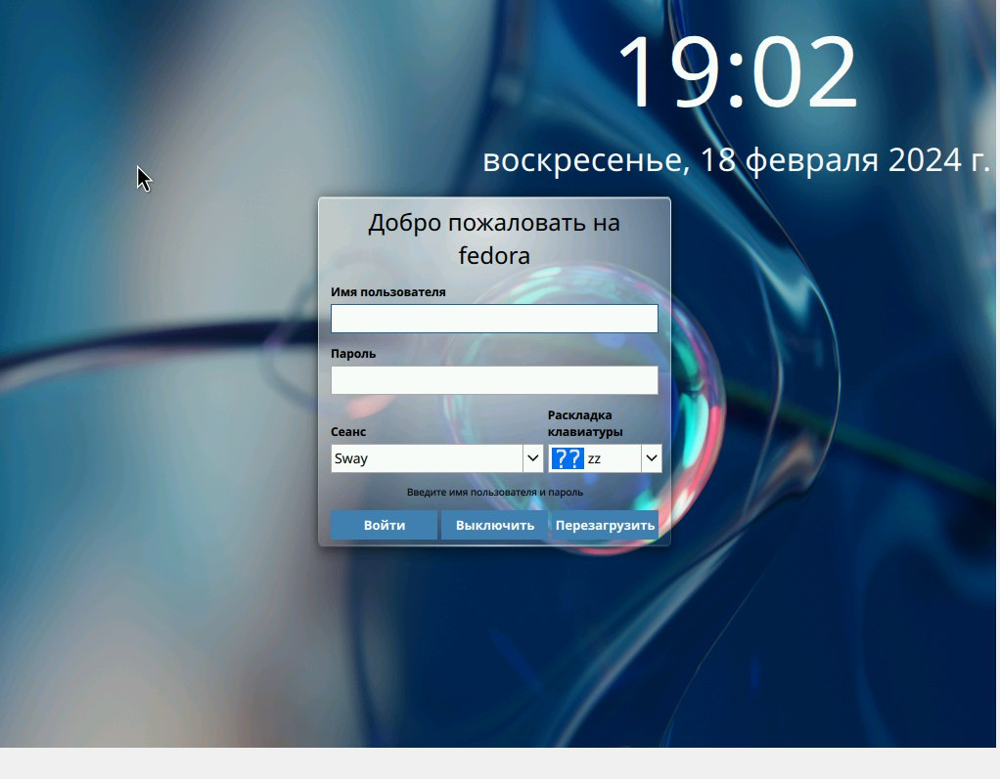 19:02
воскресенье, 18 февраля 2024 г.
Добро пожаловать на
fedora
Имя пользователя
Пароль
Сеанс
Раскладка
клавиатуры
Sway
?? zz
Введите имя пользователя и пароль
Войти
Выключить
Перезагрузить